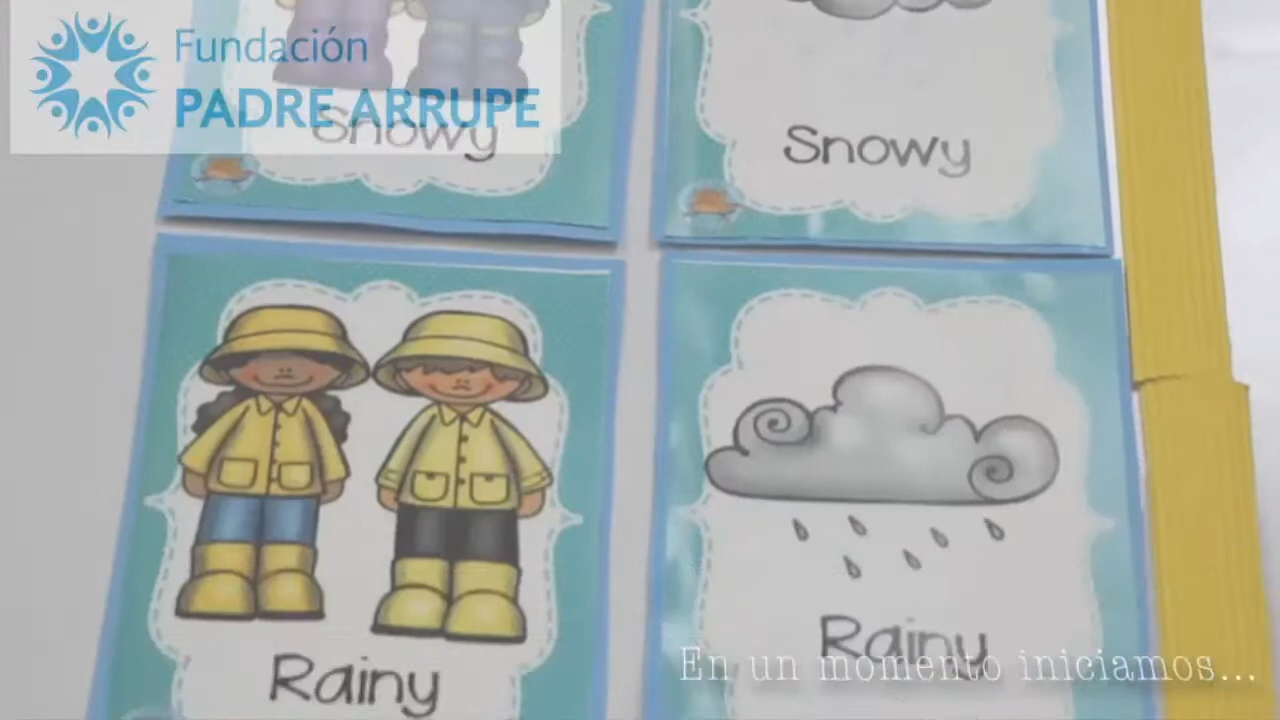 Fundación
PADRE ARRUPE
Snowy
Snowy
Rainy
Rainy
En un momento iniciamos...